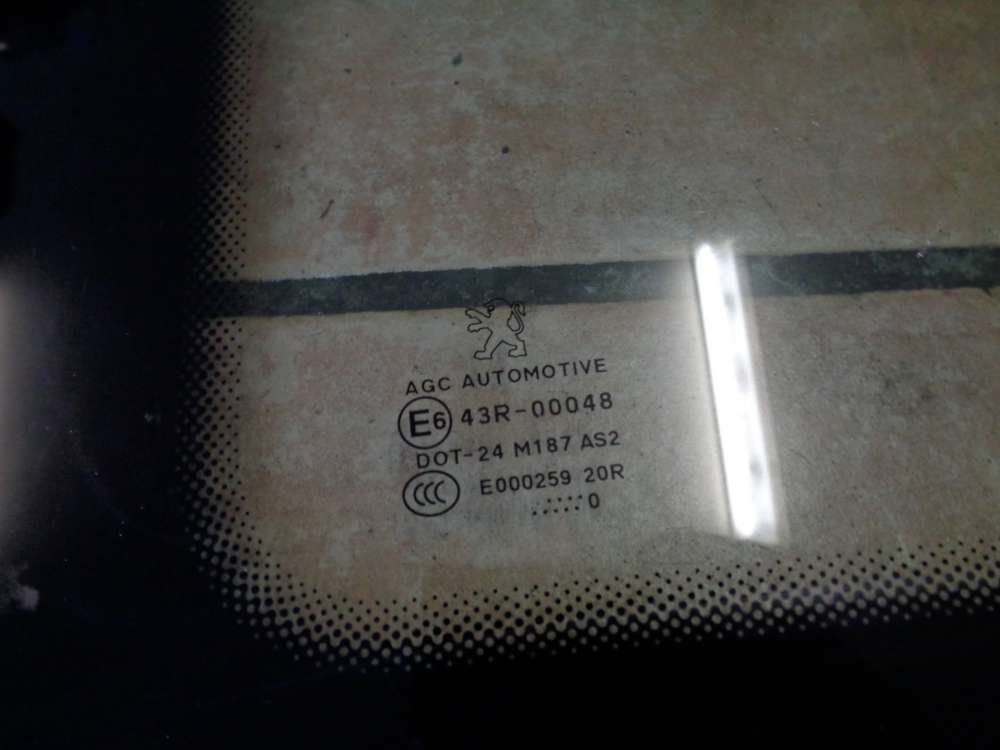 AGC AUTOMOTIVE
E6 43R-00048
DOT-24 M187 AS2
CCC E000259 20R
.:::::.0